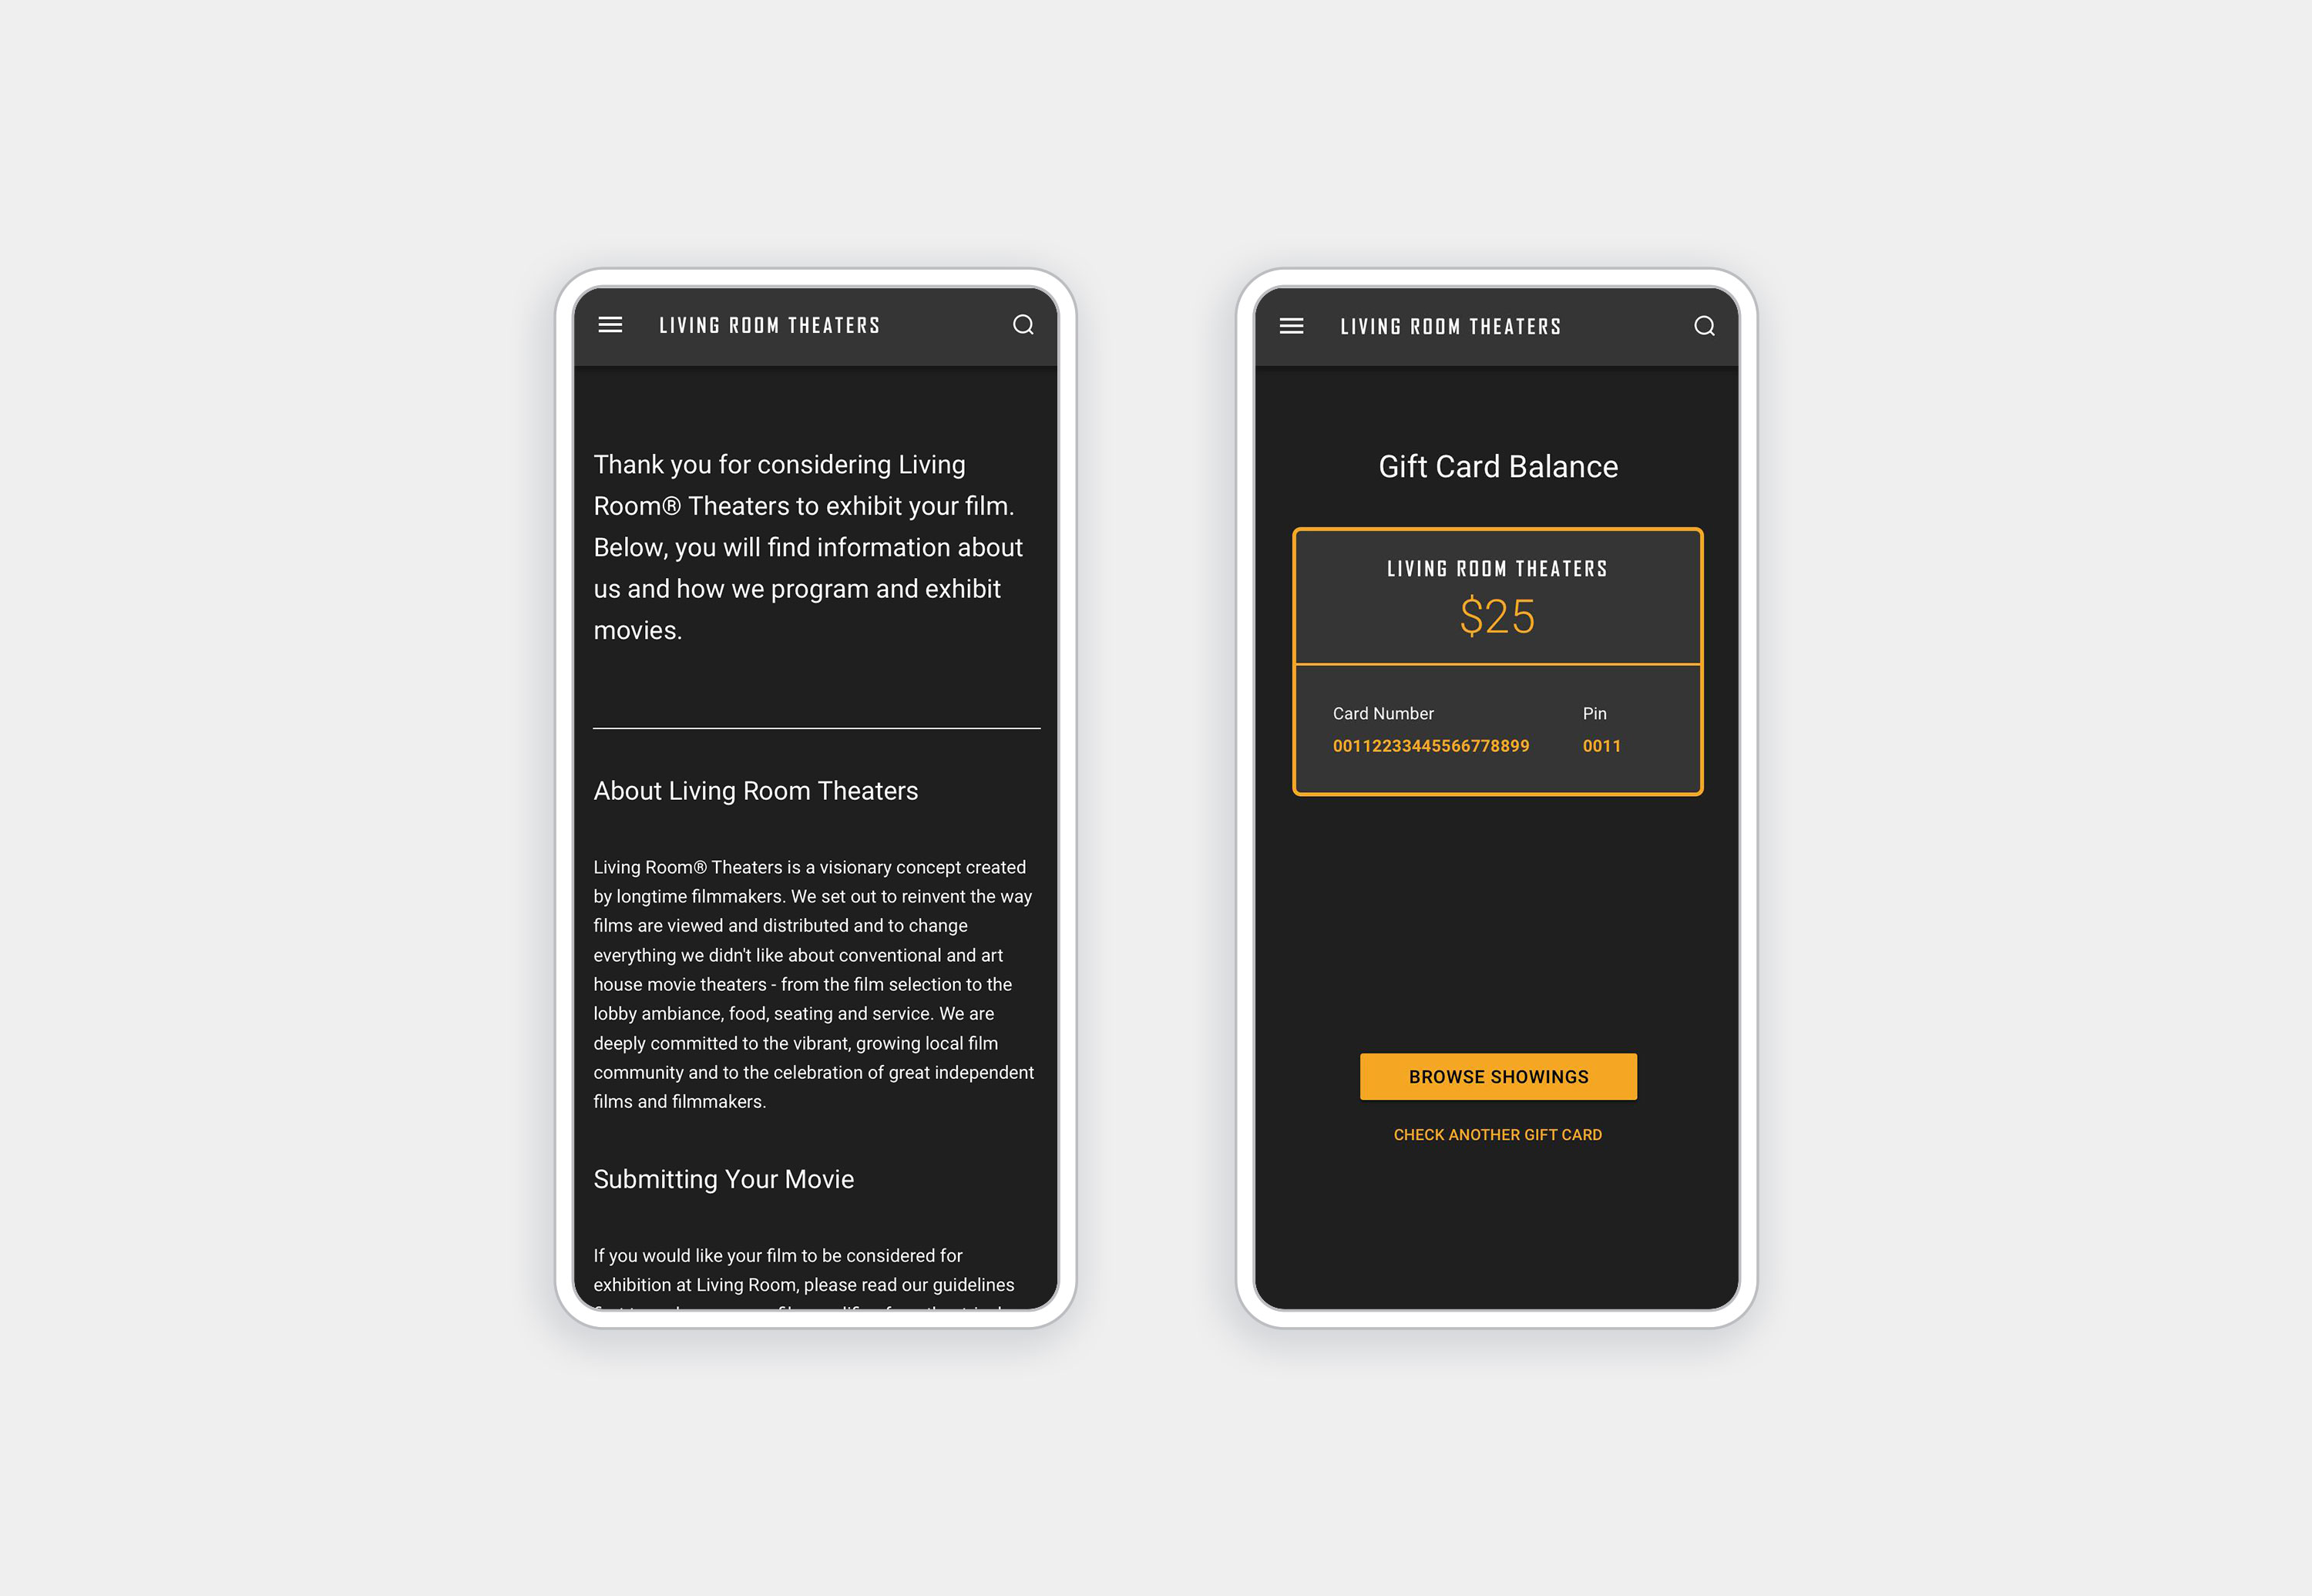 LIVING ROOM THEATERS
Thank you for considering Living
Room® Theaters to exhibit your film.
Below, you will find information about
us and how we program and exhibit
movies.
About Living Room Theaters
Living Room® Theaters is a visionary concept created
by longtime filmmakers. We set out to reinvent the way
films are viewed and distributed and to change
everything we didn't like about conventional and art
house movie theaters - from the film selection to the
lobby ambiance, food, seating and service. We are
deeply committed to the vibrant, growing local film
community and to the celebration of great independent
films and filmmakers.
Submitting Your Movie
If you would like your film to be considered for
exhibition at Living Room, please read our guidelines
LIVING ROOM THEATERS
Gift Card Balance
LIVING ROOM THEATERS
$25
Card Number Pin
00112233445566778899 0011
BROWSE SHOWINGS
CHECK ANOTHER GIFT CARD